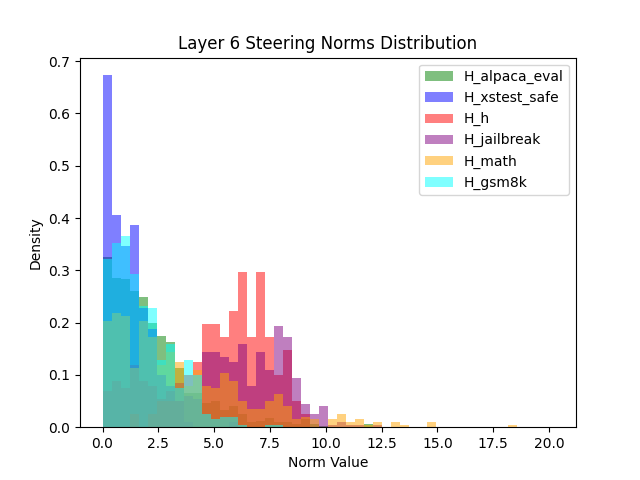 Layer 6 Steering Norms Distribution
0.7
0.6
0.5
0.4
0.3
0.2
0.1
0.0
Density
H_alpaca_eval
H_xstest_safe
H_h
H_jailbreak
H_math
H_gsm8k
0.0 2.5 5.0 7.5 10.0 12.5 15.0 17.5 20.0
Norm Value